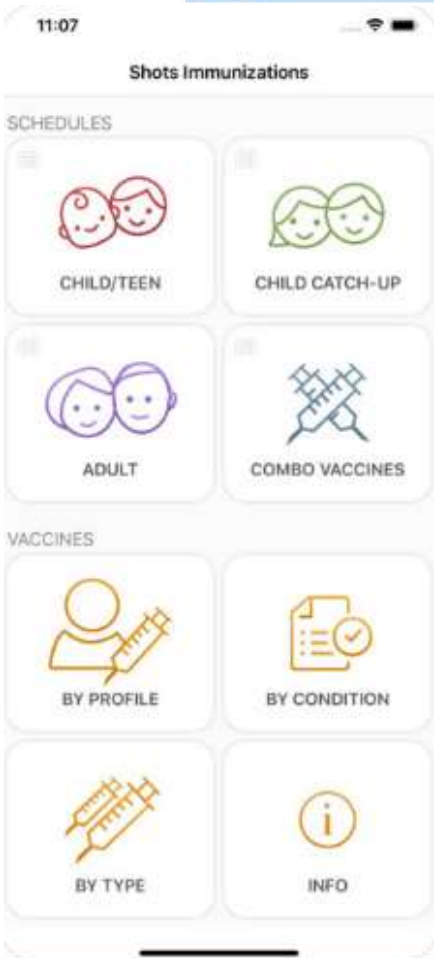 11:07
Shots Immunizations
SCHEDULES
CHILD/TEEN
CHILD CATCH-UP
ADULT
COMBO VACCINES
VACCINES
BY PROFILE
BY CONDITION
BY TYPE
INFO